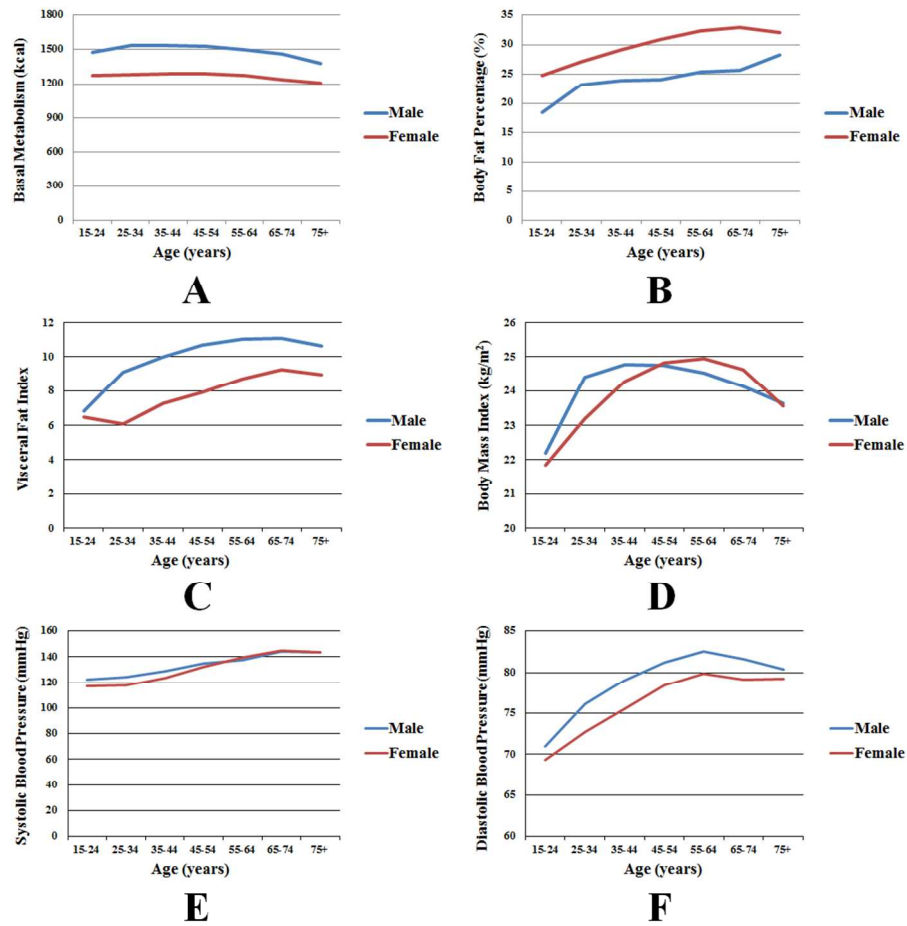 Basal Metabolism (kcal)
1800
1500
1200
900
600
300
0
15-24 25-34 35-44 45-54 55-64 65-74 75+
Age (years)
Male
Female
A
Body Fat Percentage (%)
35
30
25
20
15
10
5
0
15-24 25-34 35-44 45-54 55-64 65-74 75+
Age (years)
Male
Female
B
Visceral Fat Index
12
10
8
6
4
2
0
15-24 25-34 35-44 45-54 55-64 65-74 75+
Age (years)
Male
Female
C
Body Mass Index (kg/m²)
26
25
24
23
22
21
20
15-24 25-34 35-44 45-54 55-64 65-74 75+
Age (years)
Male
Female
D
Systolic Blood Pressure (mmHg)
160
140
120
100
80
60
40
20
0
15-24 25-34 35-44 45-54 55-64 65-74 75+
Age (years)
Male
Female
E
Diastolic Blood Pressure (mmHg)
85
80
75
70
65
60
15-24 25-34 35-44 45-54 55-64 65-74 75+
Age (years)
Male
Female
F